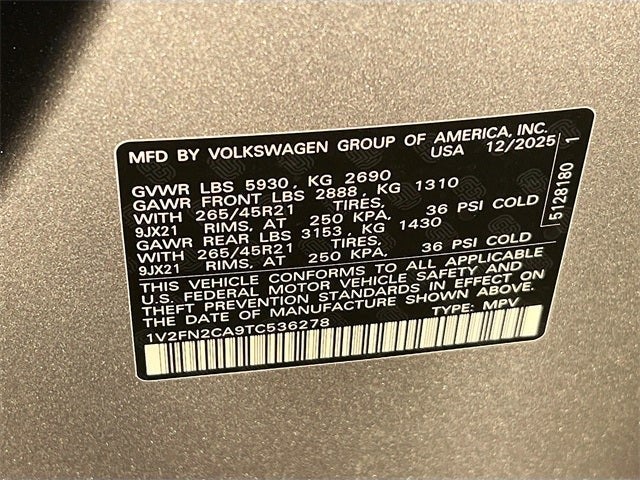 MFD BY VOLKSWAGEN GROUP OF AMERICA, INC.
USA 12/2025
GVWR LBS 5930, KG 2690
GAWR FRONT LBS 2888, KG 1310
WITH 265/45R21 TIRES,
9JX21 RIMS, AT 250 KPA, 36 PSI COLD
GAWR REAR LBS 3153, KG 1430
WITH 265/45R21 TIRES,
9JX21 RIMS, AT 250 KPA, 36 PSI COLD
THIS VEHICLE CONFORMS TO ALL APPLICABLE
U.S. FEDERAL MOTOR VEHICLE SAFETY AND
THEFT PREVENTION STANDARDS IN EFFECT ON
THE DATE OF MANUFACTURE SHOWN ABOVE.
1V2FN2CA9TC536278 TYPE: MPV
5128180 1